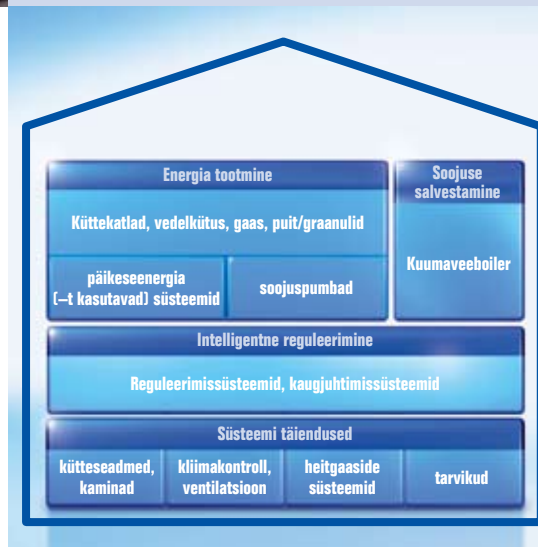 Energia tootmine
Küttekatlad, vedelkütus, gaas, puit/graanulid
päikeseenergia
(–t kasutavad) süsteemid
soojuspumbad
Soojuse
salvestamine
Kuumaveeboiler
Intelligentne reguleerimine
Reguleerimissüsteemid, kaugjuhtimissüsteemid
Süsteemi täiendused
kütteseadmed,
kaminad
kliimakontroll,
ventilatsioon
heitgaaside
süsteemid
tarvikud